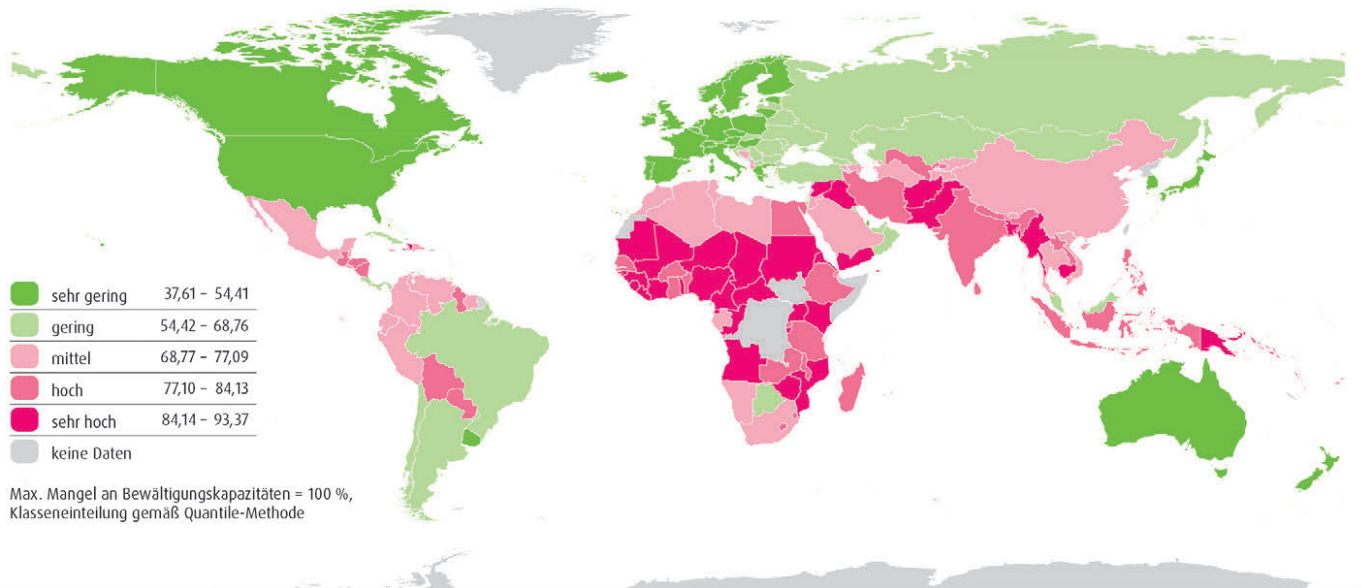 sehr gering 37,61 – 54,41
gering 54,42 – 68,76
mittel 68,77 – 77,09
hoch 77,10 – 84,13
sehr hoch 84,14 – 93,37
keine Daten
Max. Mangel an Bewältigungskapazitäten = 100 %,
Klasseneinteilung gemäß Quantile-Methode